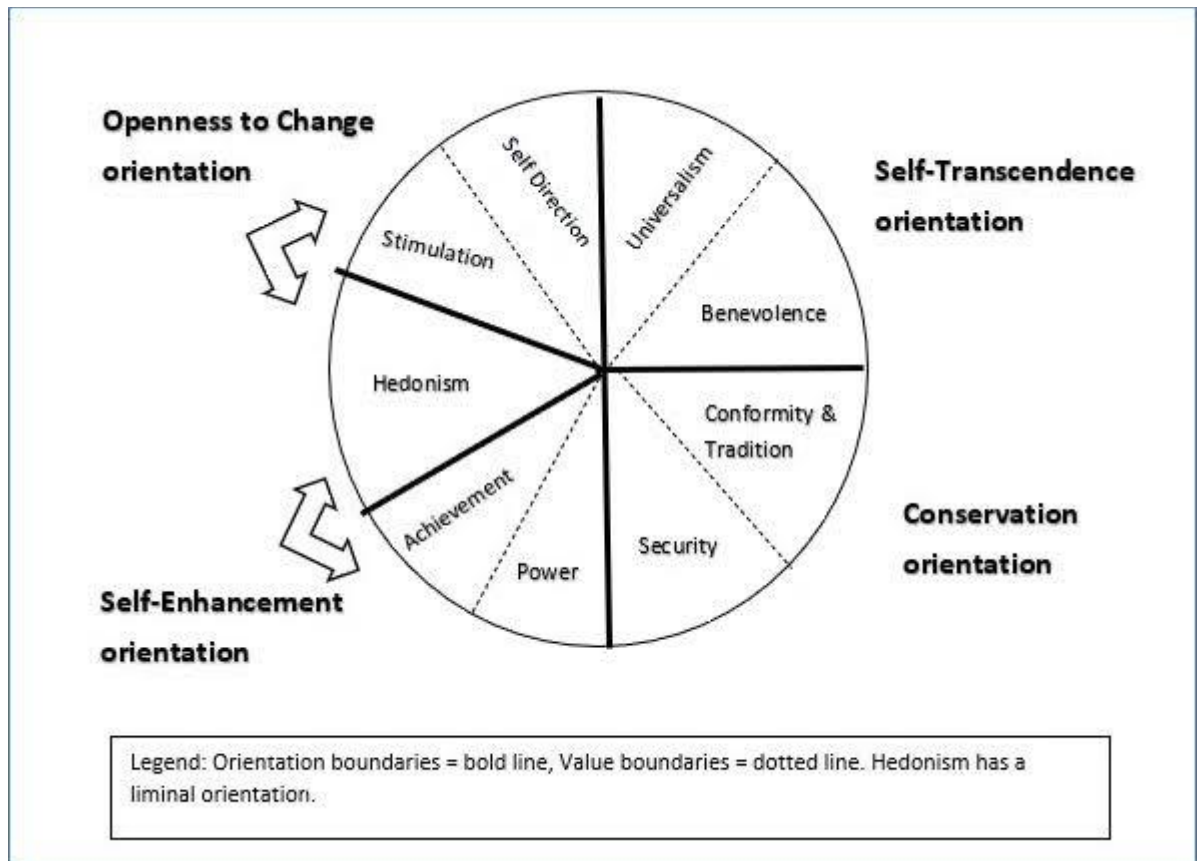 Openness to Change
orientation
Self Direction
Universalism
Self-Transcendence
orientation
Stimulation
Benevolence
Hedonism
Conformity &
Tradition
Achievement
Security
Power
Conservation
orientation
Self-Enhancement
orientation
Legend: Orientation boundaries = bold line, Value boundaries = dotted line. Hedonism has a
liminal orientation.